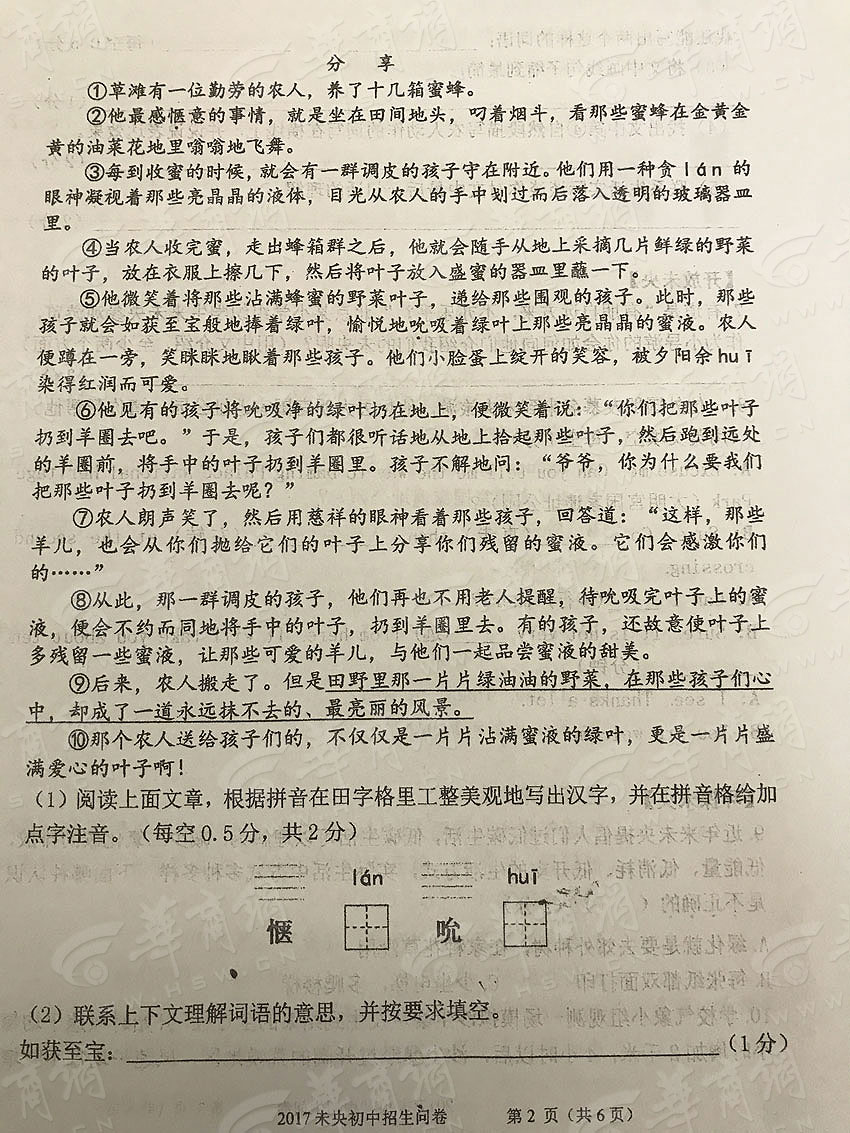 分 享
①草滩有一位勤劳的农人，养了十几箱蜜蜂。
②他最感惬意的事情，就是坐在田间地头，叼着烟斗，看那些蜜蜂在金黄金
黄的油菜花地里嗡嗡地飞舞。
③每到收蜜的时候，就会有一群调皮的孩子守在附近。他们用一种贪 lán 的
眼神凝视着那些亮晶晶的液体，目光从农人的手中划过而后落入透明的玻璃器皿
里。
④当农人收完蜜，走出蜂箱群之后，他就会随手从地上采摘几片鲜绿的野菜
的叶子，放在衣服上擦几下，然后将叶子放入盛蜜的器皿里蘸一下。
⑤他微笑着将那些沾满蜂蜜的野菜叶子，递给那些围观的孩子。此时，那些
孩子就会如获至宝般地捧着绿叶，愉悦地吮吸着绿叶上那些亮晶晶的蜜液。农人
便蹲在一旁，笑眯眯地瞅着那些孩子。他们小脸蛋上绽开的笑容，被夕阳余 huī
染得红润而可爱。
⑥他见有的孩子将吮吸净的绿叶扔在地上，便微笑着说：“你们把那些叶子
扔到羊圈去吧。”于是，孩子们都很听话地从地上拾起那些叶子，然后跑到远处
的羊圈前，将手中的叶子扔到羊圈里。孩子不解地问：“爷爷，你为什么要我们
把那些叶子扔到羊圈去呢？”
⑦农人朗声笑了，然后用慈祥的眼神看着那些孩子，回答道：“这样，那些
羊儿，也会从你们抛给它们的叶子上分享你们残留的蜜液。它们会感激你们
的……”
⑧从此，那一群调皮的孩子，他们再也不用老人提醒，待吮吸完叶子上的蜜
液，便会不约而同地将手中的叶子，扔到羊圈里去。有的孩子，还故意使叶子上
多残留一些蜜液，让那些可爱的羊儿，与他们一起品尝蜜液的甜美。
⑨后来，农人搬走了。但是田野里那一片片绿油油的野菜，在那些孩子们心
中，却成了一道永远抹不去的、最亮丽的风景。
⑩那个农人送给孩子们的，不仅仅是一片片沾满蜜液的绿叶，更是一片片盛
满爱心的叶子啊！
（1）阅读上面文章，根据拼音在田字格里工整美观地写出汉字，并在拼音格给加
点字注音。（每空0.5分，共2分）
lán huī
惬 吮
（2）联系上下文理解词语的意思，并按要求填空。
如获至宝：（1分）
2017未央初中招生问卷 第2页（共6页）
华商网
HSW.CN